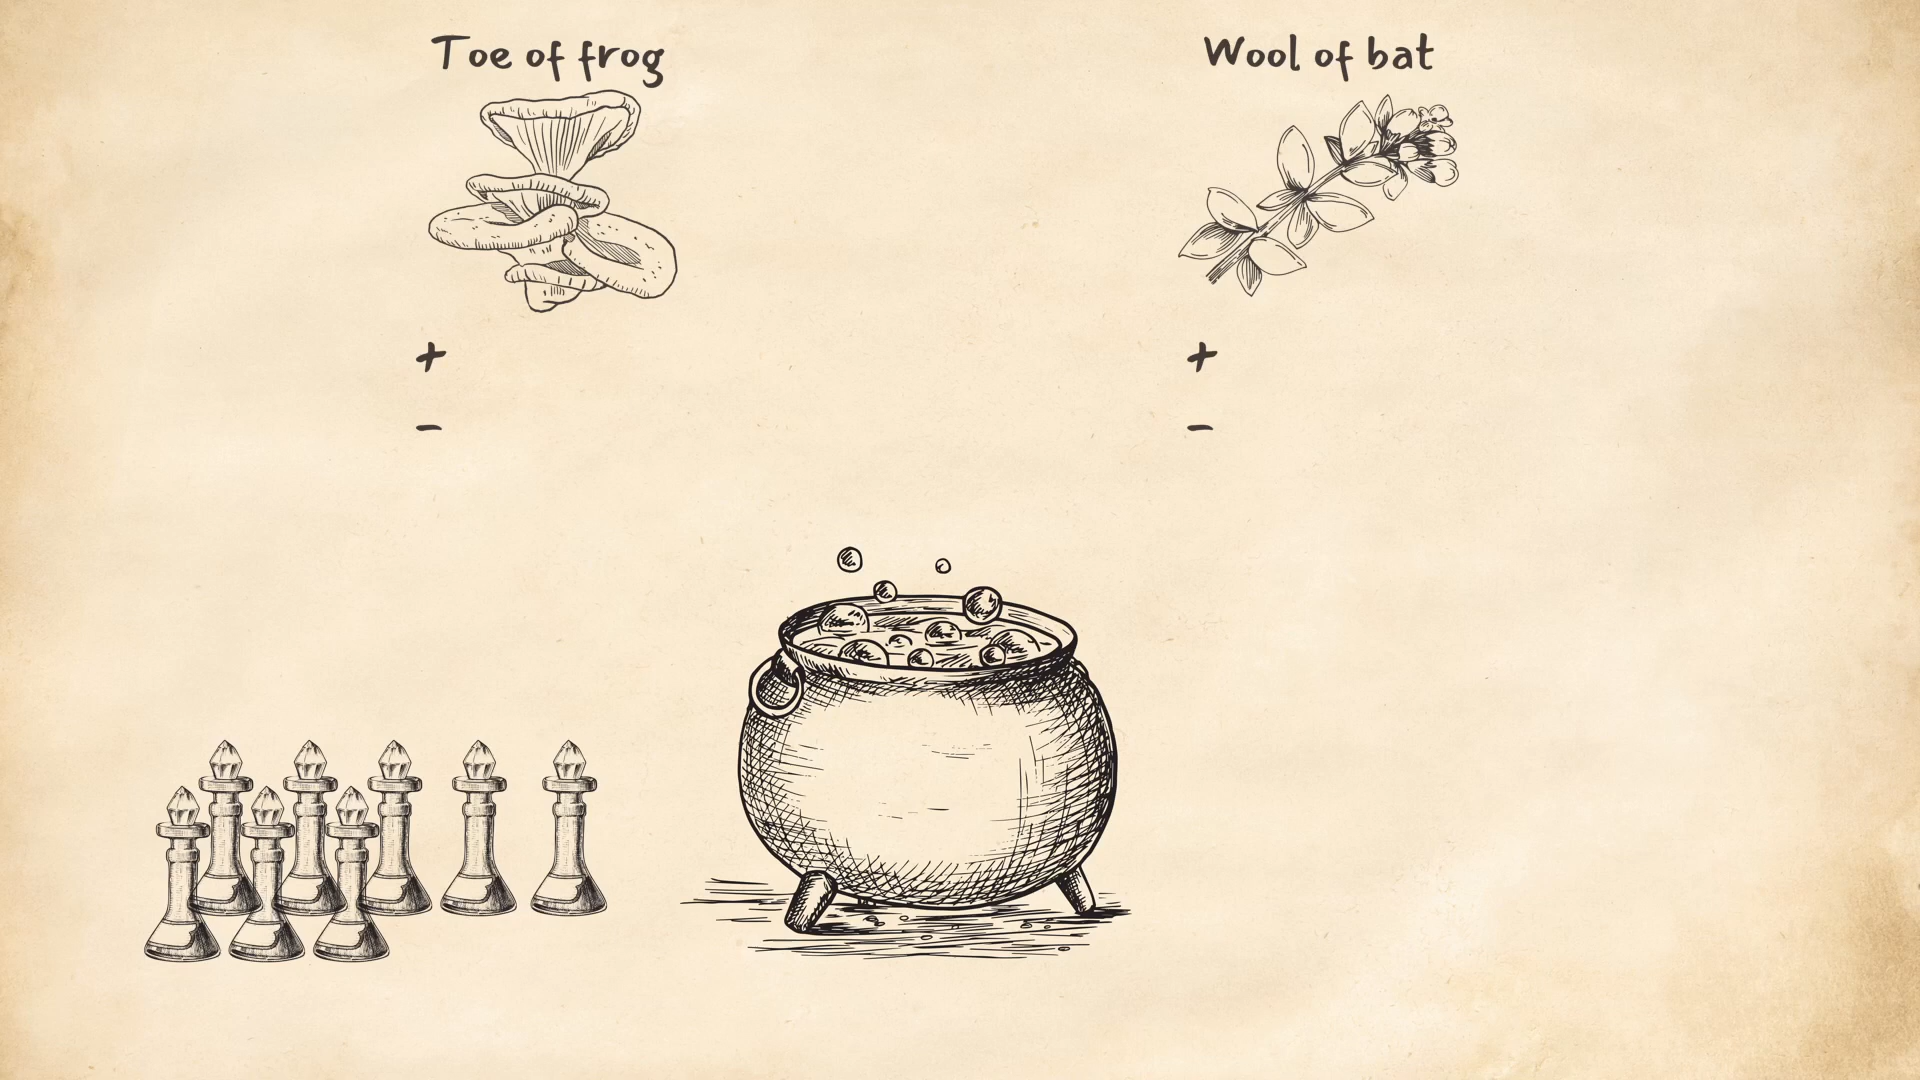 Toe of frog
Wool of bat
+
-
+
-